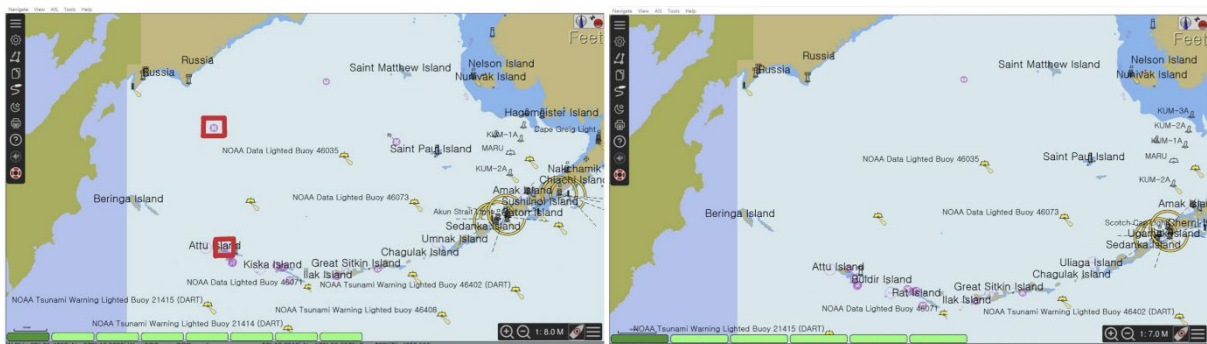 Navigate View AIS Tools Help
Feet
Russia
Russia
Saint Matthew Island
Nelson Island
Nunivak Island
Hagemeister Island
KUM-1A
Cape Greig Light
MARU
NOAA Data Lighted Buoy 46035
Saint Paul Island
KUM-2A
Nakchamik
Chiachi Island
Amak Island
Beringa Island
NOAA Data Lighted Buoy 46073
Sushilnoi Island
Akun Strait Light
Sedanka Island
Umnak Island
Attu Island
Chagulak Island
Kiska Island
Great Sitkin Island
Ilak Island
NOAA Data Lighted Buoy 46071
NOAA Tsunami Warning Lighted Buoy 46402 (DART)
NOAA Tsunami Warning Lighted Buoy 21415 (DART)
NOAA Tsunami Warning Lighted Buoy 46408
NOAA Tsunami Warning Lighted Buoy 21414 (DART)
1: 8.0 M
Navigate View AIS Tools Help
Feet
Russia
Russia
Saint Matthew Island
Nelson Island
Nunivak Island
KUM-3A
KUM-2A
KUM-1A
NOAA Data Lighted Buoy 46035
Saint Paul Island
MARU
KUM-2A
Beringa Island
NOAA Data Lighted Buoy 46073
Amak Island
Sedanka Island
Attu Island
Uliaga Island
Buldir Island
Chagulak Island
Rat Island
Great Sitkin Island
Ilak Island
NOAA Data Lighted Buoy 46071
NOAA Tsunami Warning Lighted Buoy 46402 (DART)
NOAA Tsunami Warning Lighted Buoy 21415 (DART)
1: 7.0 M